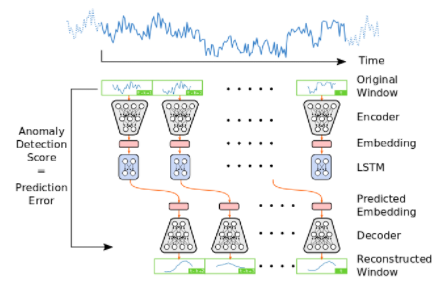 Time
Original
Window
Encoder
Embedding
LSTM
Predicted
Embedding
Decoder
Reconstructed
Window
Anomaly
Detection
Score
=
Prediction
Error